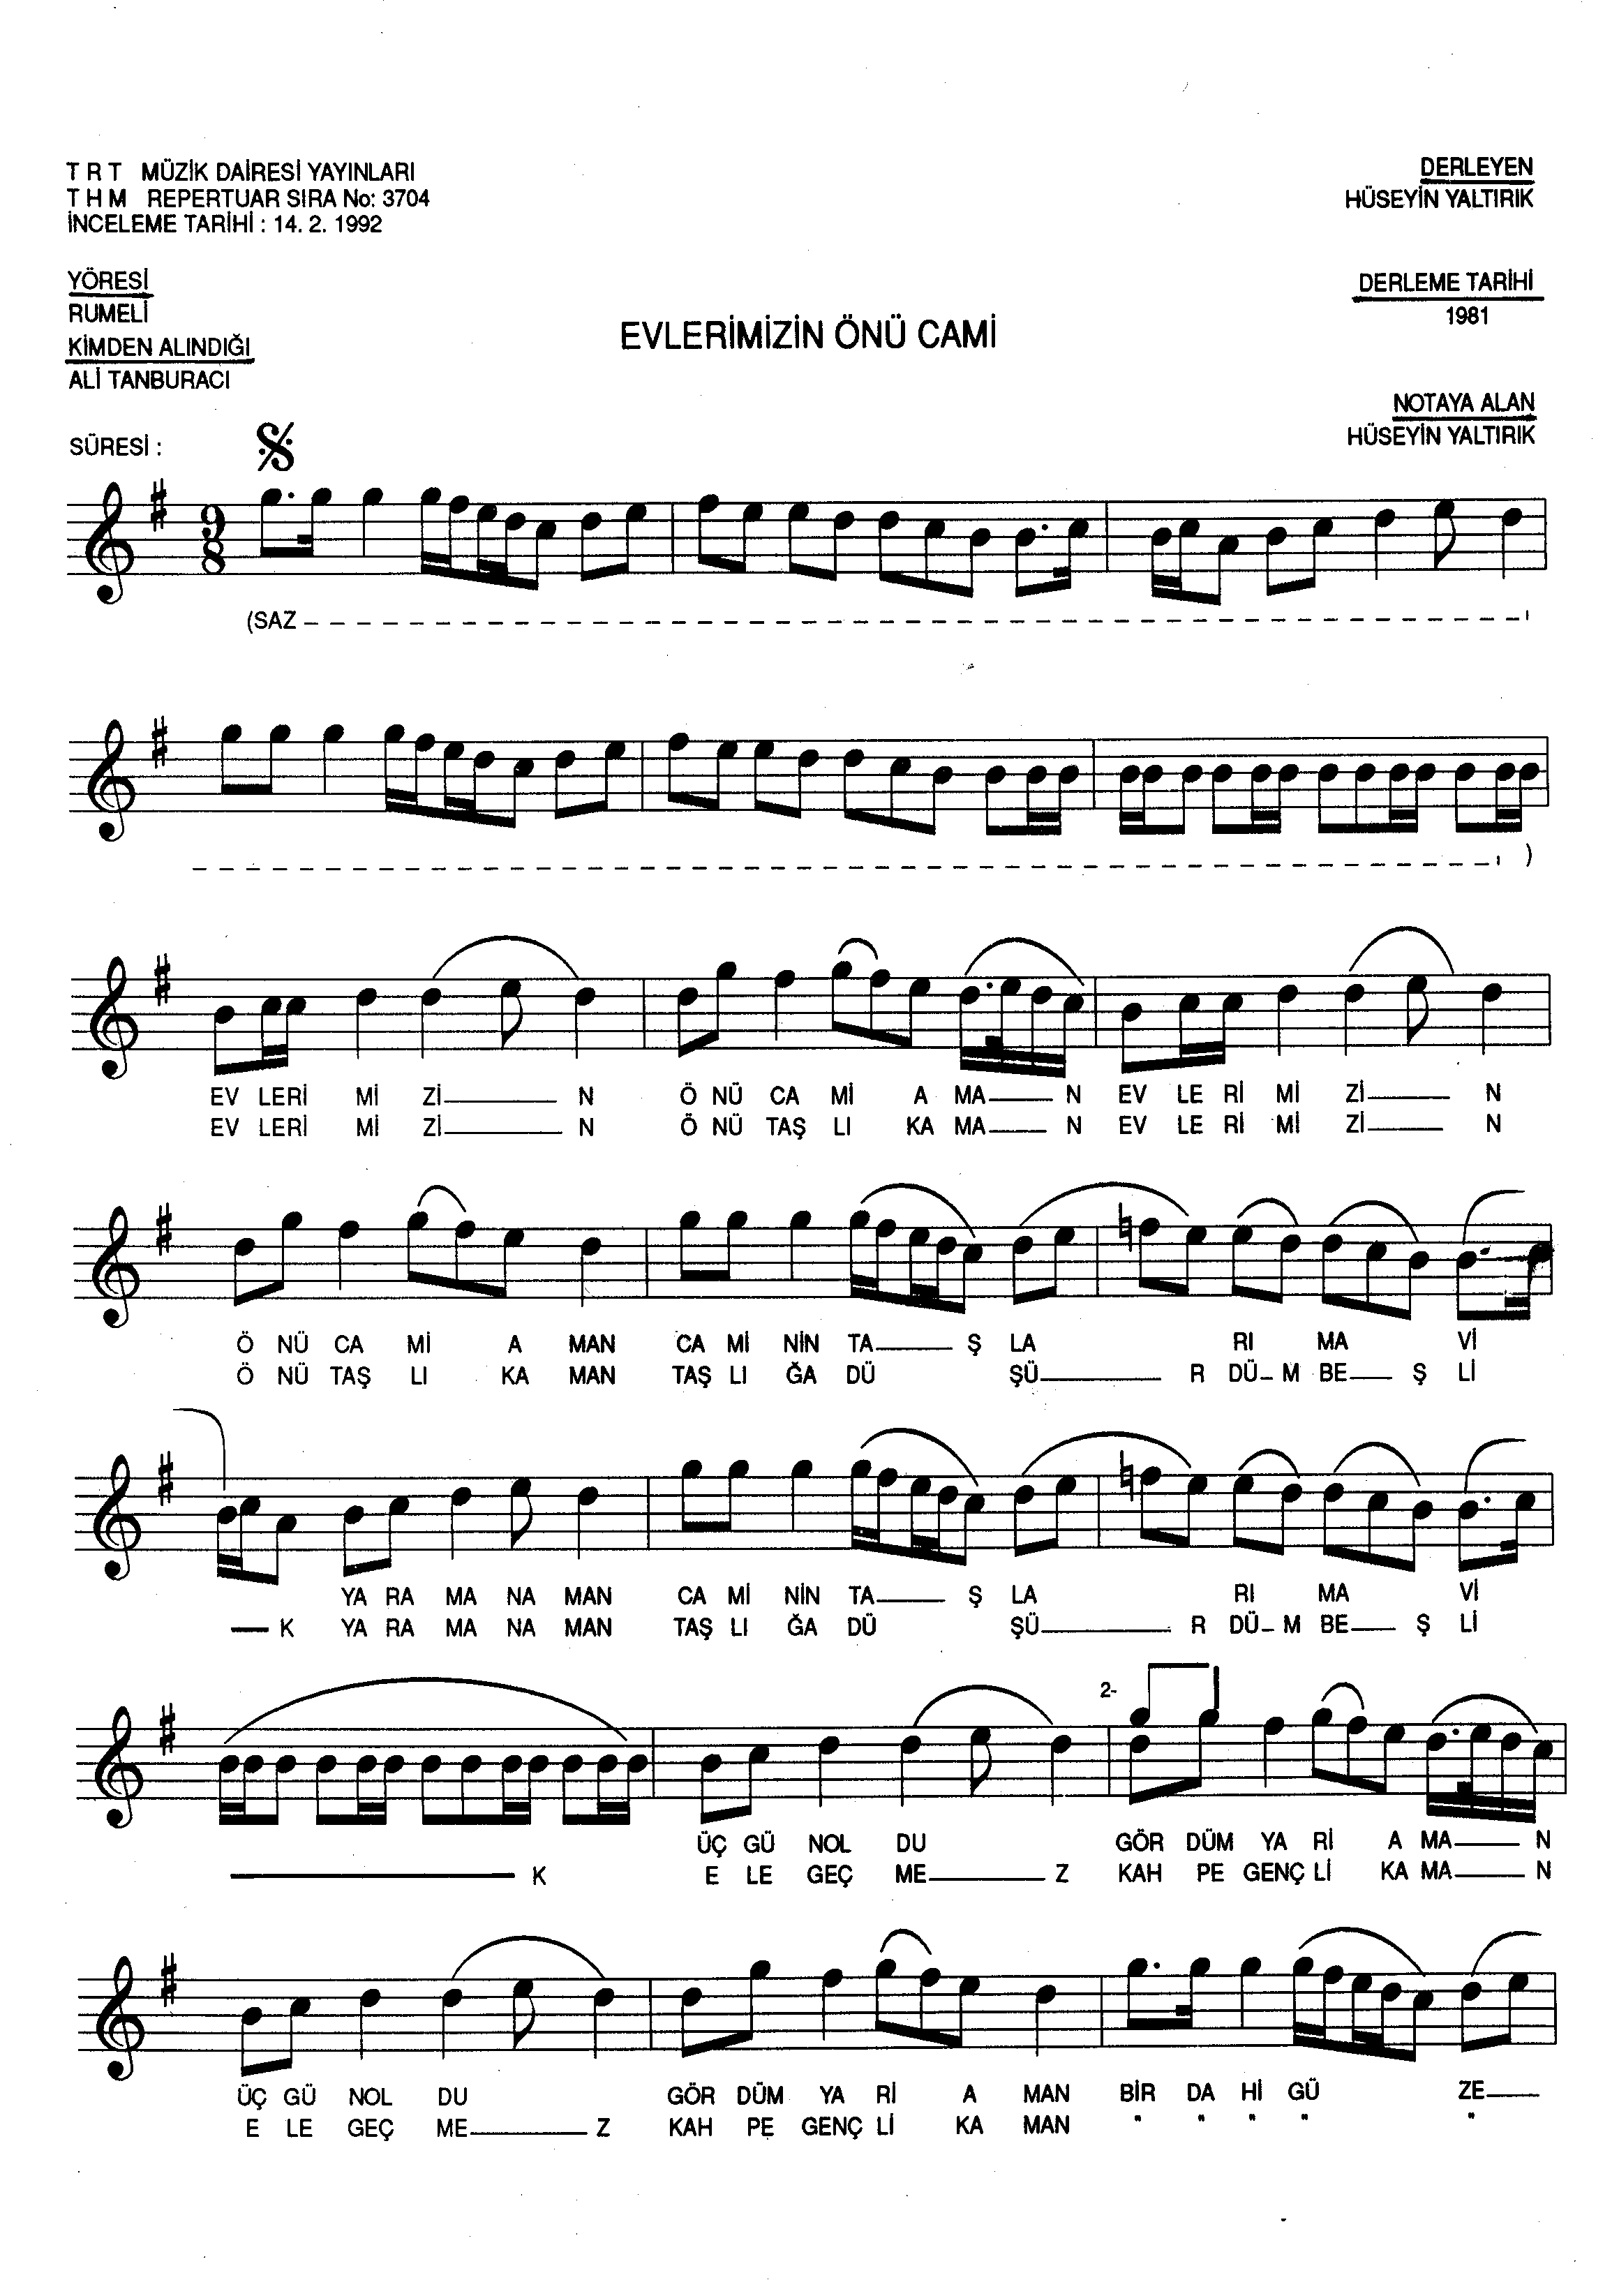 T R T MÜZİK DAİRESİ YAYINLARI
T H M REPERTUAR SIRA No: 3704
İNCELEME TARİHİ : 14. 2. 1992
DERLEYEN
HÜSEYİN YALTIRIK
YÖRESİ
RUMELİ
KİMDEN ALINDIĞI
ALİ TANBURACI
DERLEME TARİHİ
1981
EVLERİMİZİN ÖNÜ CAMİ
NOTAYA ALAN
HÜSEYİN YALTIRIK
SÜRESİ :
9
8
(SAZ
)
EV LERİ Mİ Zİ N Ö NÜ CA Mİ A MA N EV LE Rİ Mİ Zİ N
EV LERİ Mİ Zİ N Ö NÜ TAŞ LI KA MA N EV LE Rİ Mİ Zİ N
Ö NÜ CA Mİ A MAN CA Mİ NİN TA Ş LA RI MA Vİ
Ö NÜ TAŞ LI KA MAN TAŞ LI ĞA DÜ ŞÜ R DÜ M BE Ş Lİ
YA RA MA NA MAN CA Mİ NİN TA Ş LA RI MA Vİ
K YA RA MA NA MAN TAŞ LI ĞA DÜ ŞÜ R DÜ M BE Ş Lİ
2-
ÜÇ GÜ NOL DU GÖR DÜM YA Rİ A MA N
K E LE GEÇ ME Z KAH PE GENÇ Lİ KA MA N
ÜÇ GÜ NOL DU GÖR DÜM YA Rİ A MAN BİR DA Hİ GÜ ZE
E LE GEÇ ME Z KAH PE GENÇ Lİ KA MAN " " " " "